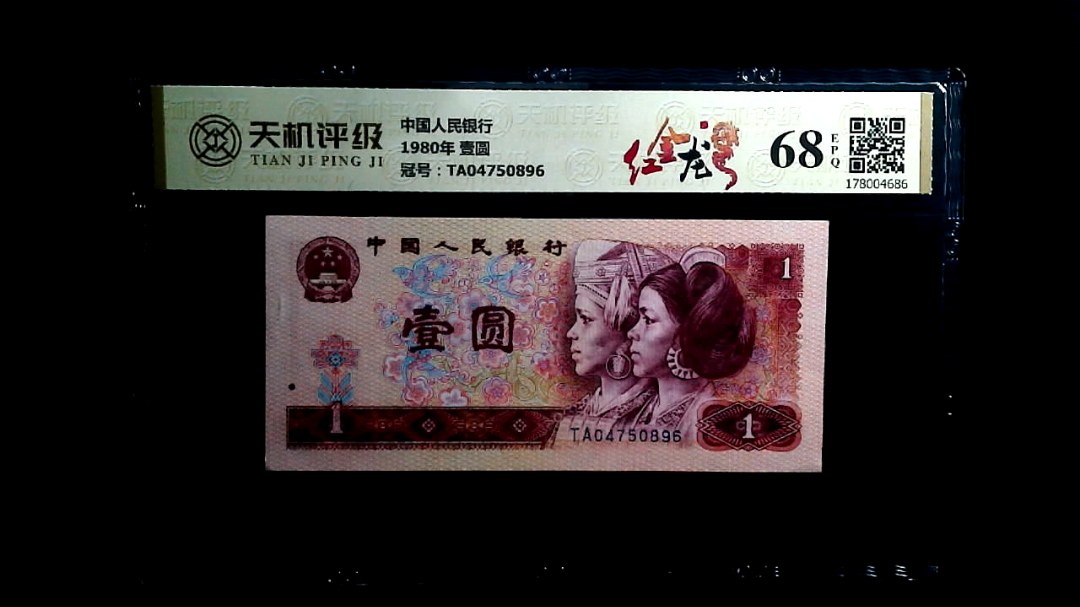 天机评级
TIAN JI PING JI
中国人民银行
1980年 壹圆
冠号：TA04750896
红金龙
68
EPQ
178004686
中國人民銀行
1
壹圆
1
TA04750896
1